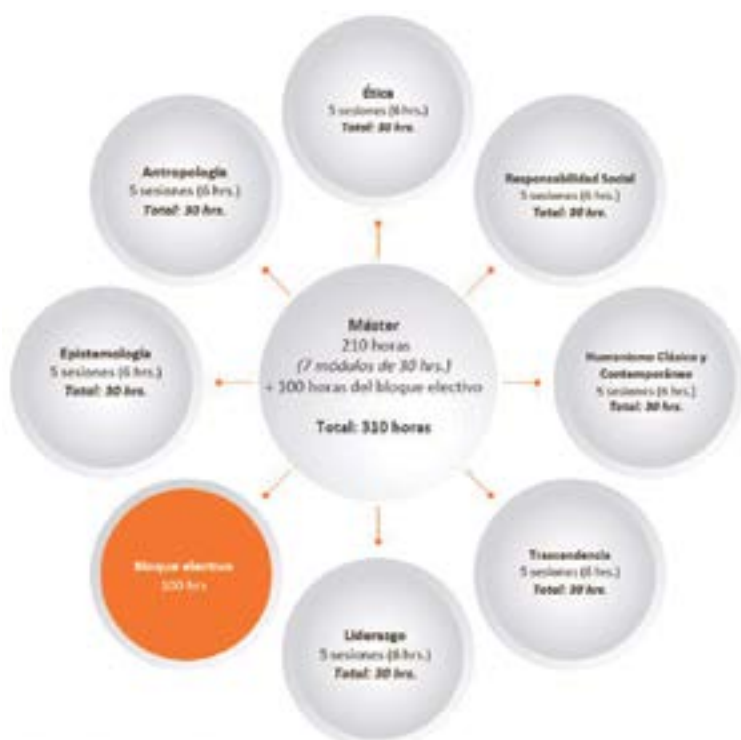 Ética
5 sesiones (6 hrs.)
Total: 30 hrs.
Responsabilidad Social
5 sesiones (6 hrs.)
Total: 30 hrs.
Humanismo Clásico y
Contemporáneo
5 sesiones (6 hrs.)
Total: 30 hrs.
Trascendencia
5 sesiones (6 hrs.)
Total: 30 hrs.
Liderazgo
5 sesiones (6 hrs.)
Total: 30 hrs.
Bloque electivo
100 hrs
Epistemología
5 sesiones (6 hrs.)
Total: 30 hrs.
Antropología
5 sesiones (6 hrs.)
Total: 30 hrs.
Máster
210 horas
(7 módulos de 30 hrs.)
+ 100 horas del bloque electivo
Total: 310 horas